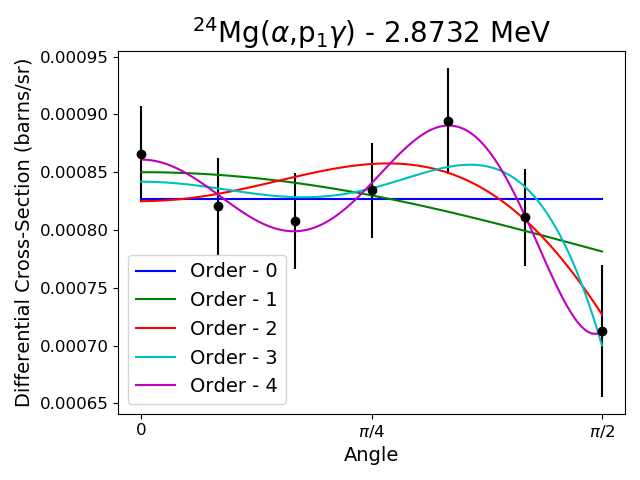 ²⁴Mg(α,p₁γ) - 2.8732 MeV
Differential Cross-Section (barns/sr)
0.00095
0.00090
0.00085
0.00080
0.00075
0.00070
0.00065
Order - 0
Order - 1
Order - 2
Order - 3
Order - 4
0
π/4
π/2
Angle